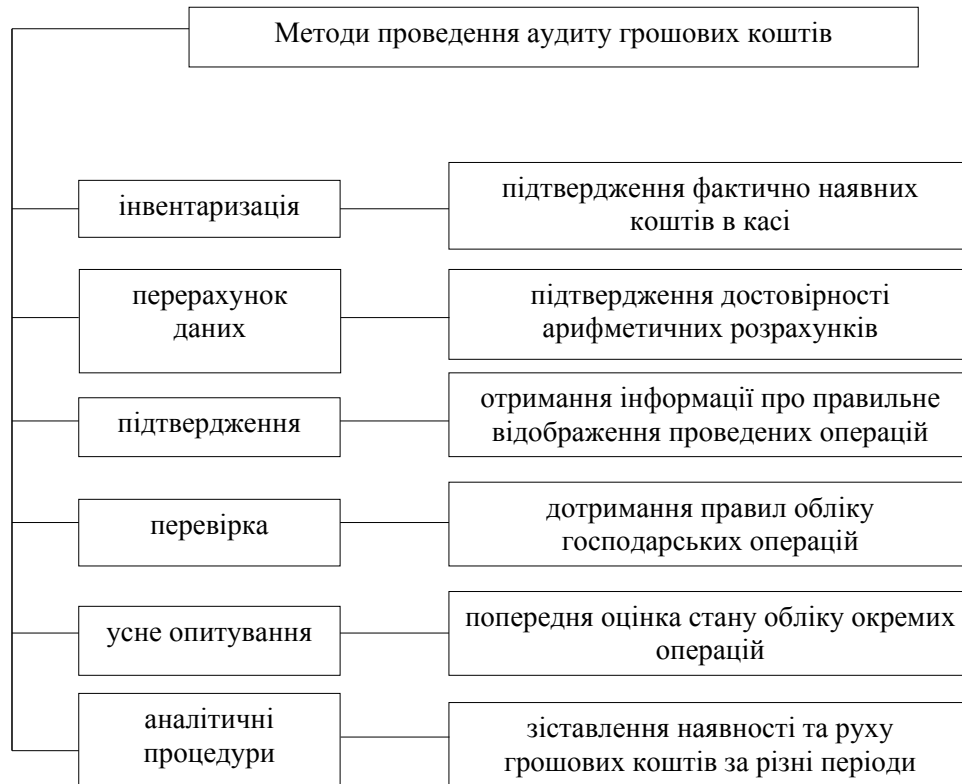 Методи проведення аудиту грошових коштів
інвентаризація
підтвердження фактично наявних
коштів в касі
перерахунок
даних
підтвердження достовірності
арифметичних розрахунків
підтвердження
отримання інформації про правильне
відображення проведених операцій
перевірка
дотримання правил обліку
господарських операцій
усне опитування
попередня оцінка стану обліку окремих
операцій
аналітичні
процедури
зіставлення наявності та руху
грошових коштів за різні періоди